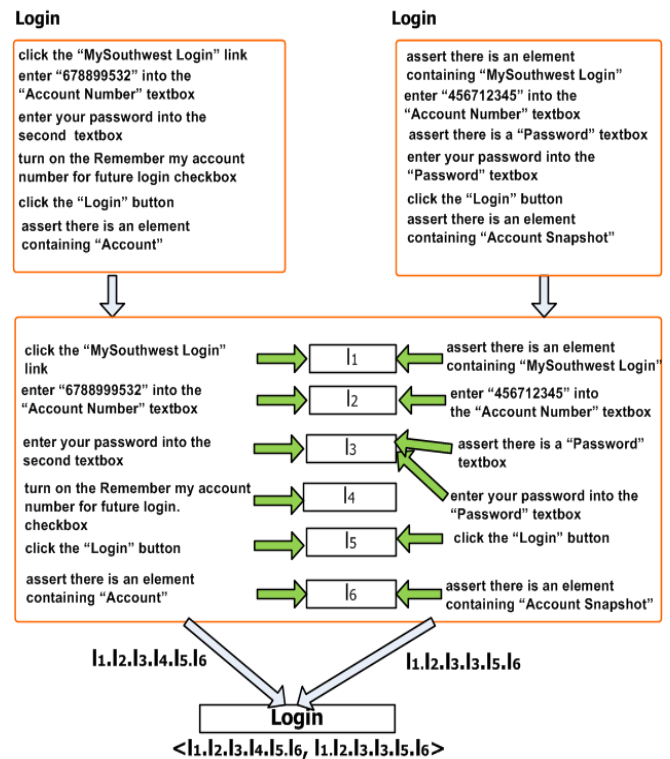 Login
click the “MySouthwest Login” link
enter “678899532” into the
“Account Number” textbox
enter your password into the
second textbox
turn on the Remember my account
number for future login checkbox
click the “Login” button
assert there is an element
containing “Account”
Login
assert there is an element
containing “MySouthwest Login”
enter “456712345” into the
“Account Number” textbox
assert there is a “Password” textbox
enter your password into the
“Password” textbox
click the “Login” button
assert there is an element
containing “Account Snapshot”
click the “MySouthwest Login”
link
l1
assert there is an element
containing “MySouthwest Login”
enter “6788999532” into the
“Account Number” textbox
l2
enter “456712345” into
the “Account Number” textbox
enter your password into the
second textbox
l3
assert there is a “Password”
textbox
turn on the Remember my account
number for future login.
checkbox
l4
enter your password into the
“Password” textbox
click the “Login” button
l5
click the “Login” button
assert there is an element
containing “Account”
l6
assert there is an element
containing “Account Snapshot”
l1.l2.l3.l4.l5.l6
l1.l2.l3.l3.l5.l6
Login
<l1.l2.l3.l4.l5.l6, l1.l2.l3.l3.l5.l6>